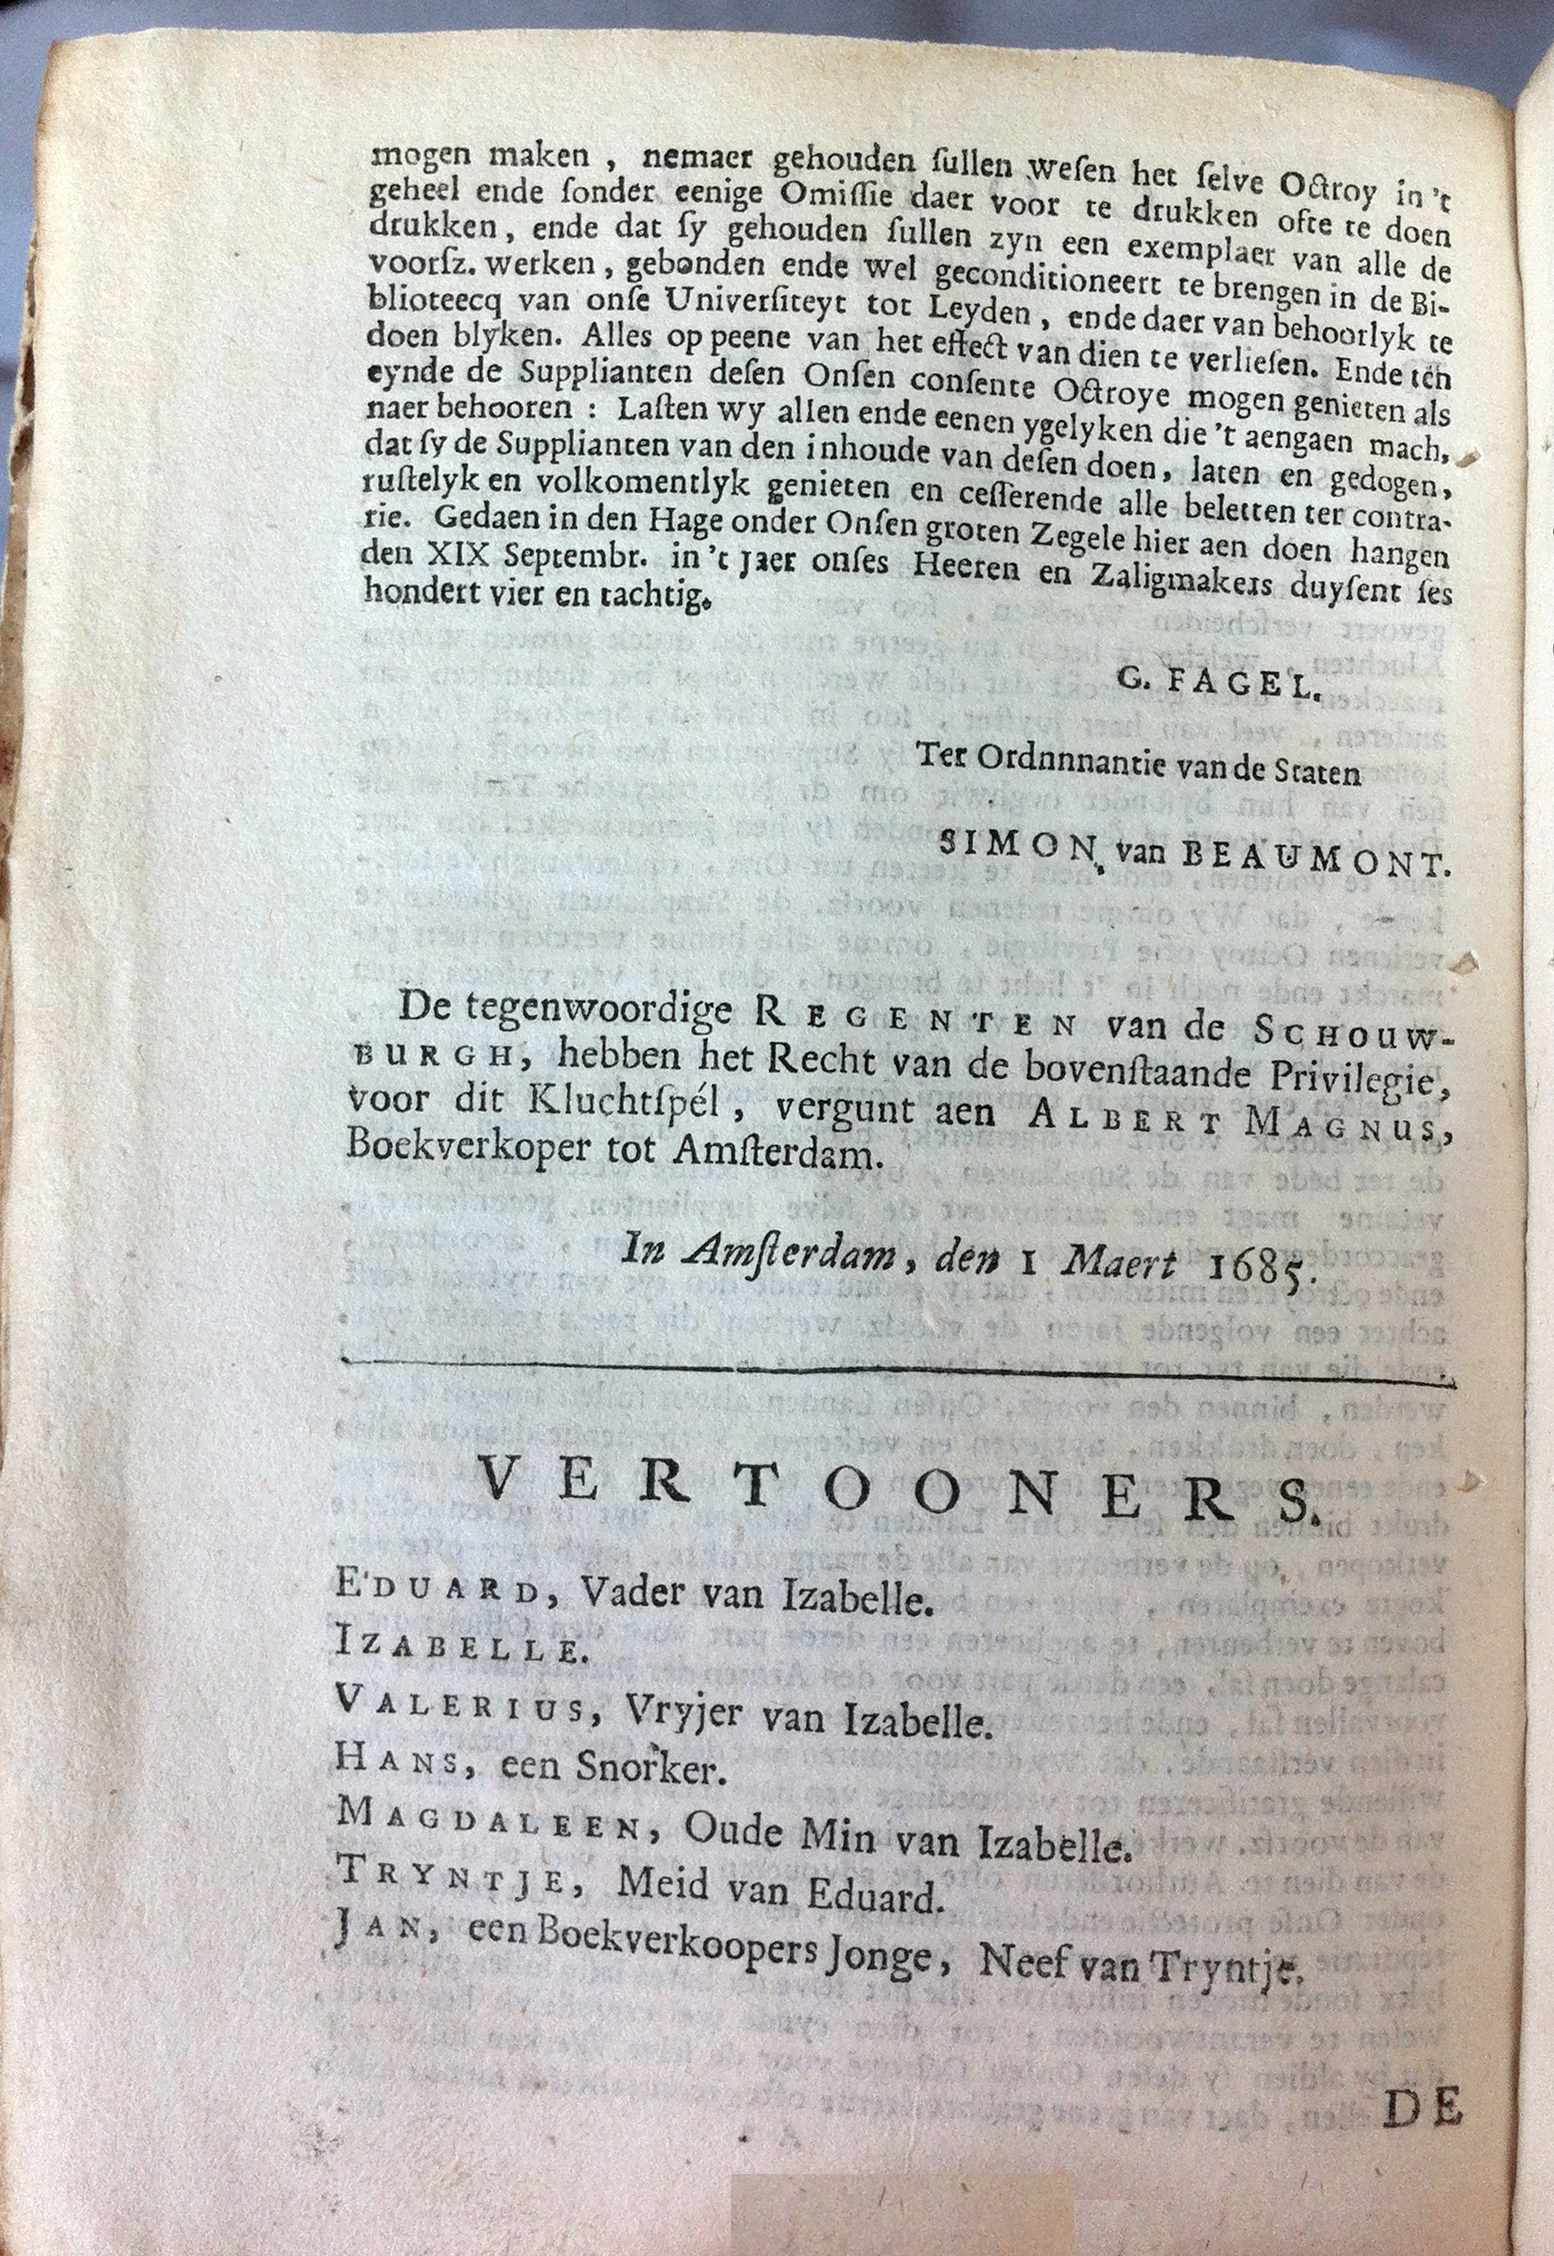 mogen maken , nemaer gehouden ſullen weſen het ſelve Octroy in 't
geheel ende ſonder eenige Omiſſie daer voor te drukken ofte te doen
drukken , ende dat ſy gehouden ſullen zyn een exemplaer van alle de
voorſz. werken , gebonden ende wel geconditioneert te brengen in de Bi-
blioteecq van onſe Univerſiteyt tot Leyden , ende daer van behoorlyk te
doen blyken. Alles op peene van het effect van dien te verlieſen. Ende ten
eynde de Supplianten deſen Onſen conſente Octroye mogen genieten als
naer behooren : Laſten wy allen ende eenen ygelyken die 't aengaen mach,
dat ſy de Supplianten van den inhoude van deſen doen, laten en gedogen,
ruſtelyk en volkomentlyk genieten en ceſſerende alle beletten ter contra-
rie. Gedaen in den Hage onder Onſen groten Zegele hier aen doen hangen
den XIX Septembr. in 't jaer onſes Heeren en Zaligmakers duyſent ſes
hondert vier en tachtig.
G. FAGEL.
Ter Ordnnnantie van de Staten
SIMON van BEAUMONT.
De tegenwoordige REGENTEN van de SCHOUW-
BURGH, hebben het Recht van de bovenſtaande Privilegie,
voor dit Kluchtſpél, vergunt aen ALBERT MAGNUS,
Boekverkoper tot Amſterdam.
In Amſterdam, den 1 Maert 1685.
VERTOONERS.
EDUARD, Vader van Izabelle.
IZABELLE.
VALERIUS, Vryjer van Izabelle.
HANS, een Snorker.
MAGDALEEN, Oude Min van Izabelle.
TRYNTJE, Meid van Eduard.
JAN, een Boekverkoopers Jonge, Neef van Tryntje.
DE